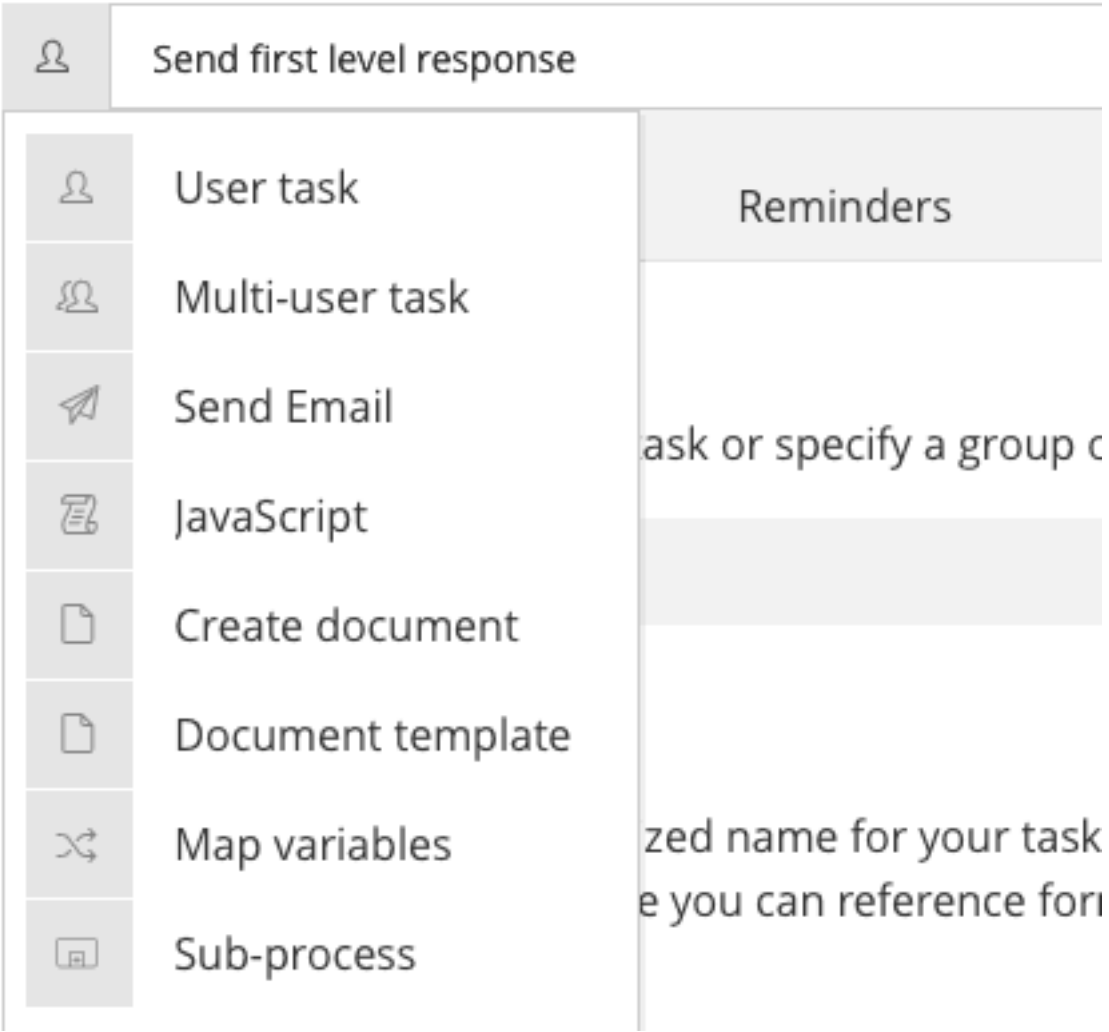 Send first level response
User task
Reminders
Multi-user task
Send Email
ask or specify a group
JavaScript
Create document
Document template
Map variables
zed name for your task
e you can reference
Sub-process